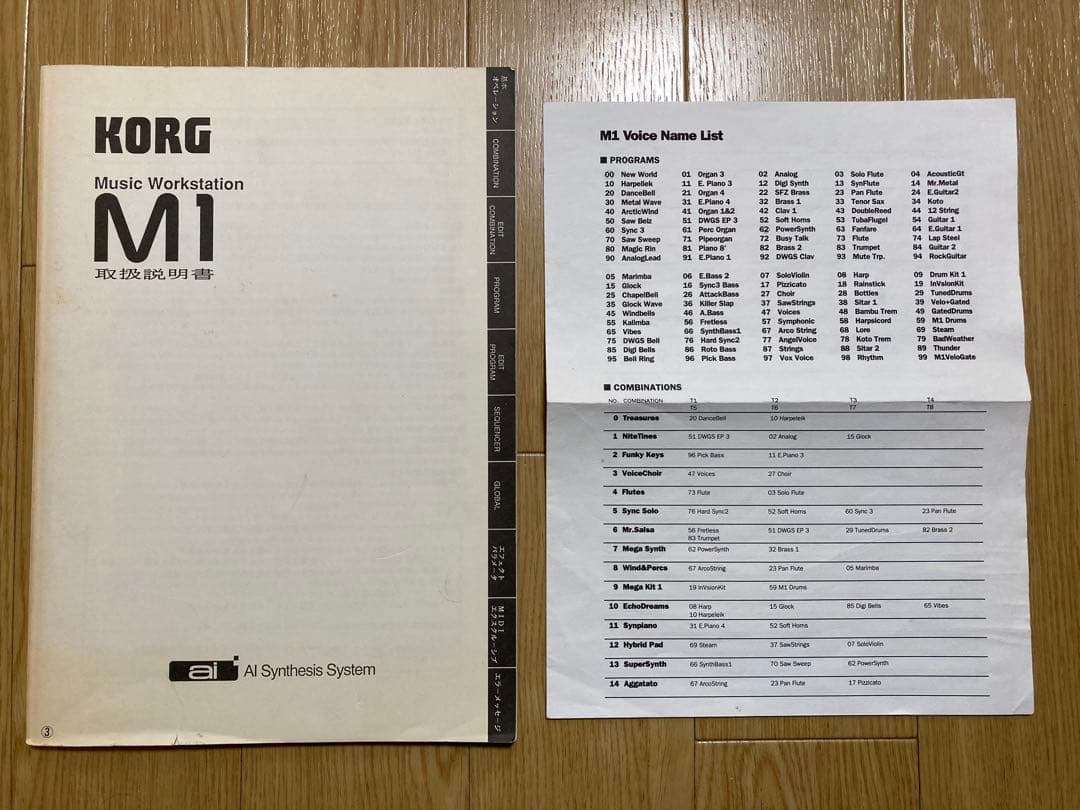 KORG
Music Workstation
M1
取扱説明書
ai AI Synthesis System
③
基本オペレーション
COMBINATION
EDIT COMBINATION
PROGRAM
EDIT PROGRAM
SEQUENCER
GLOBAL
エフェクトパラメータ
MIDIエクスクルーシブ
エラーメッセージ
M1 Voice Name List
■ PROGRAMS
00 New World 01 Organ 3 02 Analog 03 Solo Flute 04 AcousticGt
10 Harpeliek 11 E. Piano 3 12 Digi Synth 13 SynFlute 14 Mr.Metal
20 DanceBell 21 Organ 4 22 SFZ Brass 23 Pan Flute 24 E.Guitar2
30 Metal Wave 31 E.Piano 4 32 Brass 1 33 Tenor Sax 34 Koto
40 ArcticWind 41 Organ 1&2 42 Clav 1 43 DoubleReed 44 12 String
50 Saw Belz 51 DWGS EP 3 52 Soft Horns 53 TubaFlugel 54 Guitar 1
60 Sync 3 61 Perc Organ 62 PowerSynth 63 Fanfare 64 E.Guitar 1
70 Saw Sweep 71 Pipeorgan 72 Busy Talk 73 Flute 74 Lap Steel
80 Magic Rin 81 Piano 8' 82 Brass 2 83 Trumpet 84 Guitar 2
90 AnalogLead 91 E.Piano 1 92 DWGS Clav 93 Mute Trp. 94 RockGuitar
05 Marimba 06 E.Bass 2 07 SoloViolin 08 Harp 09 Drum Kit 1
15 Glock 16 Sync3 Bass 17 Pizzicato 18 Rainstick 19 InVsionKit
25 ChapelBell 26 AttackBass 27 Choir 28 Bottles 29 TunedDrums
35 Glock Wave 36 Killer Slap 37 SawStrings 38 Sitar 1 39 Velo+Gated
45 Windbells 46 A.Bass 47 Voices 48 Bambu Trem 49 GatedDrums
55 Kalimba 56 Fretless 57 Symphonic 58 Harpsicord 59 M1 Drums
65 Vibes 66 SynthBass1 67 Arco String 68 Lore 69 Steam
75 DWGS Bell 76 Hard Sync2 77 AngelVoice 78 Koto Trem 79 BadWeather
85 Digi Bells 86 Roto Bass 87 Strings 88 Sitar 2 89 Thunder
95 Bell Ring 96 Pick Bass 97 Vox Voice 98 Rhythm 99 M1VeloGate
■ COMBINATIONS
NO. COMBINATION T1 T2 T3 T4
T5 T6 T7 T8
0 Treasures 20 DanceBell 10 Harpeleik
1 NiteTines 51 DWGS EP 3 02 Analog 15 Glock
2 Funky Keys 96 Pick Bass 11 E.Piano 3
3 VoiceChoir 47 Voices 27 Choir
4 Flutes 73 Flute 03 Solo Flute
5 Sync Solo 76 Hard Sync2 52 Soft Horns 60 Sync 3 23 Pan Flute
6 Mr.Salsa 56 Fretless 51 DWGS EP 3 29 TunedDrums 82 Brass 2
83 Trumpet
7 Mega Synth 62 PowerSynth 32 Brass 1
8 Wind&Percs 67 ArcoString 23 Pan Flute 05 Marimba
9 Mega Kit 1 19 InVsionKit 59 M1 Drums
10 EchoDreams 08 Harp 15 Glock 85 Digi Bells 65 Vibes
10 Harpeleik
11 Synpiano 31 E.Piano 4 52 Soft Horns
12 Hybrid Pad 69 Steam 37 SawStrings 07 SoloViolin
13 SuperSynth 66 SynthBass1 70 Saw Sweep 62 PowerSynth
14 Aggatato 67 ArcoString 23 Pan Flute 17 Pizzicato